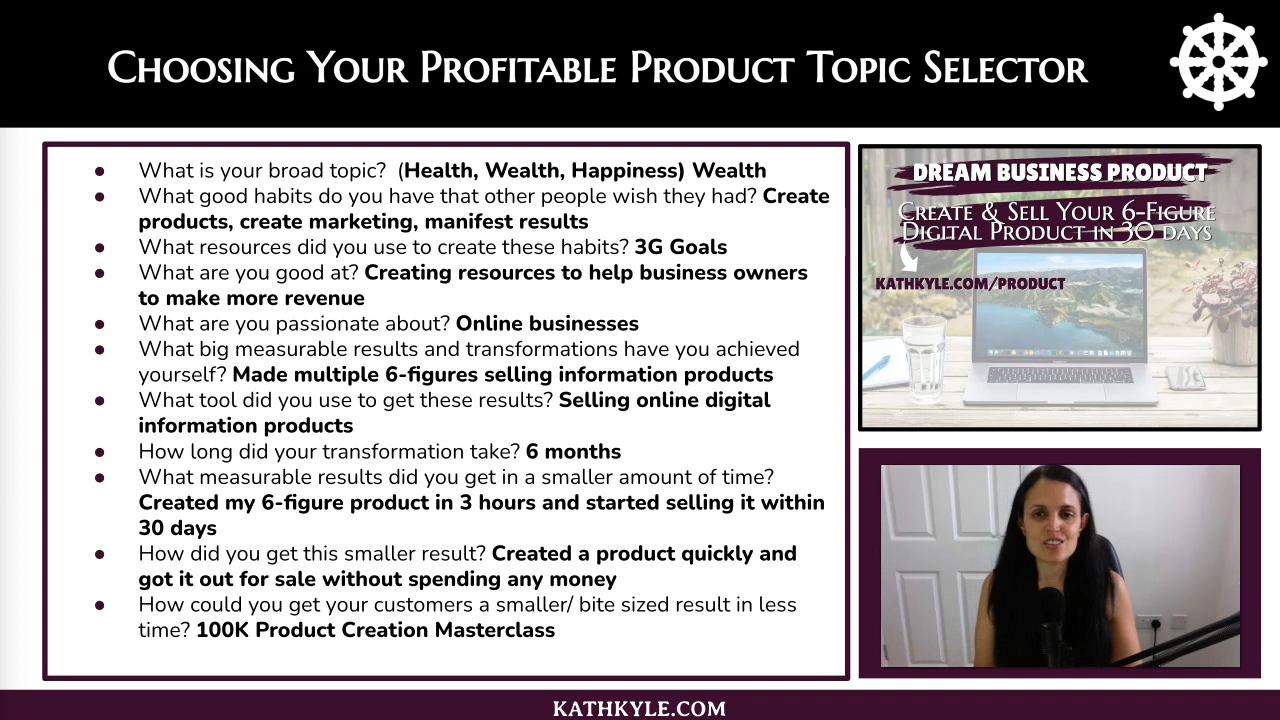 Choosing Your Profitable Product Topic Selector
● What is your broad topic?  (Health, Wealth, Happiness) Wealth
● What good habits do you have that other people wish they had? Create
products, create marketing, manifest results
● What resources did you use to create these habits? 3G Goals
● What are you good at? Creating resources to help business owners
to make more revenue
● What are you passionate about? Online businesses
● What big measurable results and transformations have you achieved
yourself? Made multiple 6-figures selling information products
● What tool did you use to get these results? Selling online digital
information products
● How long did your transformation take? 6 months
● What measurable results did you get in a smaller amount of time?
Created my 6-figure product in 3 hours and started selling it within
30 days
● How did you get this smaller result? Created a product quickly and
got it out for sale without spending any money
● How could you get your customers a smaller/ bite sized result in less
time? 100K Product Creation Masterclass
DREAM BUSINESS PRODUCT
Create & Sell Your 6-Figure
Digital Product in 30 days
KATHKYLE.COM/PRODUCT
KATHKYLE.COM